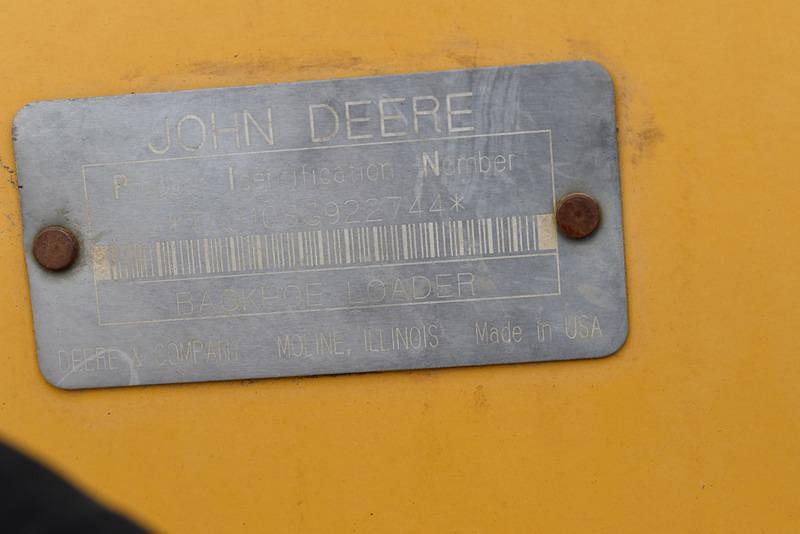 JOHN DEERE
Product Identification Number
922744*
BACKHOE LOADER
DEERE & COMPANY MOLINE, ILLINOIS Made in USA